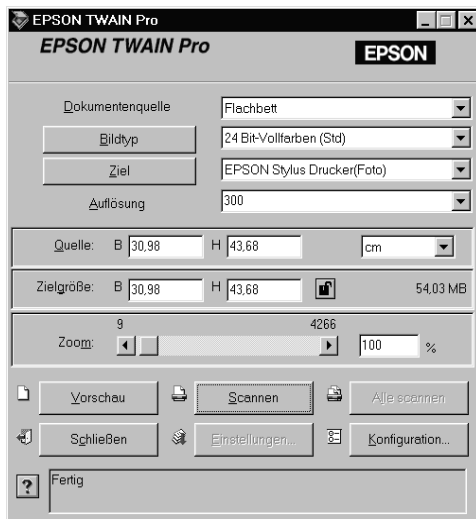 EPSON TWAIN Pro
EPSON TWAIN Pro EPSON
Dokumentenquelle Flachbett
Bildtyp 24 Bit-Vollfarben (Std)
Ziel EPSON Stylus Drucker(Foto)
Auflösung 300
Quelle: B 30,98 H 43,68 cm
Zielgröße: B 30,98 H 43,68 54,03 MB
9 4266
Zoom: 100 %
Vorschau Scannen Alle scannen
Schließen Einstellungen... Konfiguration...
? Fertig